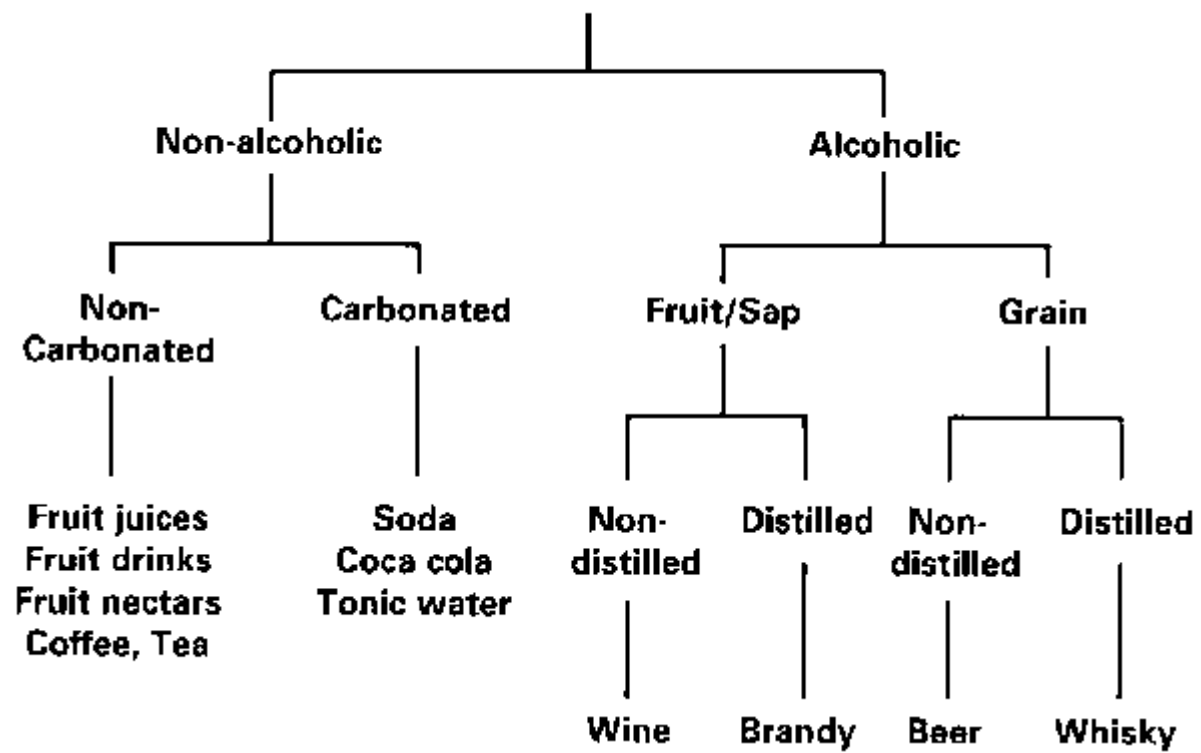 Non-alcoholic
Alcoholic
Non-
Carbonated
Carbonated
Fruit/Sap
Grain
Fruit juices
Fruit drinks
Fruit nectars
Coffee, Tea
Soda
Coca cola
Tonic water
Non-
distilled
Distilled
Non-
distilled
Distilled
Wine
Brandy
Beer
Whisky